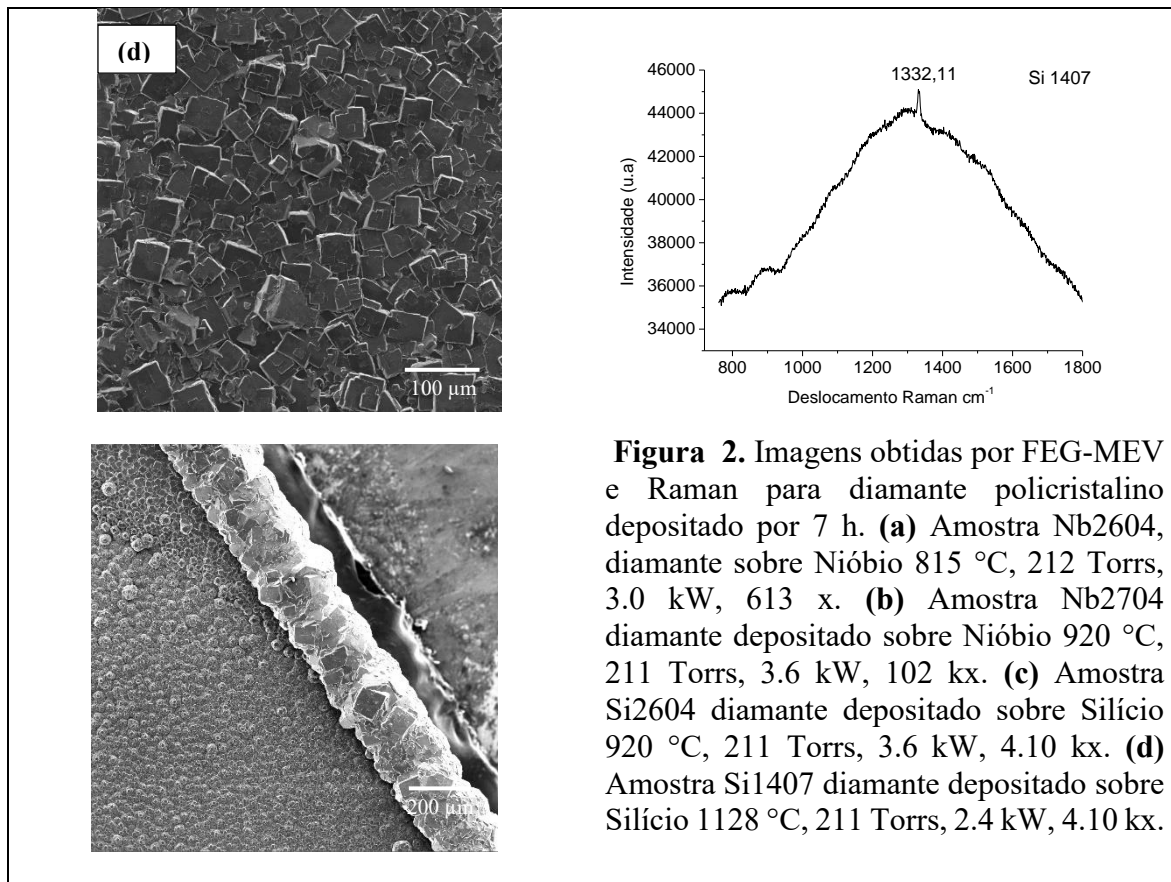 (d)
100 µm
46000
44000
42000
40000
38000
36000
34000
Intensidade (u.a)
1332,11
Si 1407
800
1000
1200
1400
1600
1800
Deslocamento Raman cm-1
200 µm
Figura 2. Imagens obtidas por FEG-MEV
e Raman para diamante policristalino
depositado por 7 h. (a) Amostra Nb2604,
diamante sobre Nióbio 815 °C, 212 Torrs,
3.0 kW, 613 x. (b) Amostra Nb2704
diamante depositado sobre Nióbio 920 °C,
211 Torrs, 3.6 kW, 102 kx. (c) Amostra
Si2604 diamante depositado sobre Silício
920 °C, 211 Torrs, 3.6 kW, 4.10 kx. (d)
Amostra Si1407 diamante depositado sobre
Silício 1128 °C, 211 Torrs, 2.4 kW, 4.10 kx.